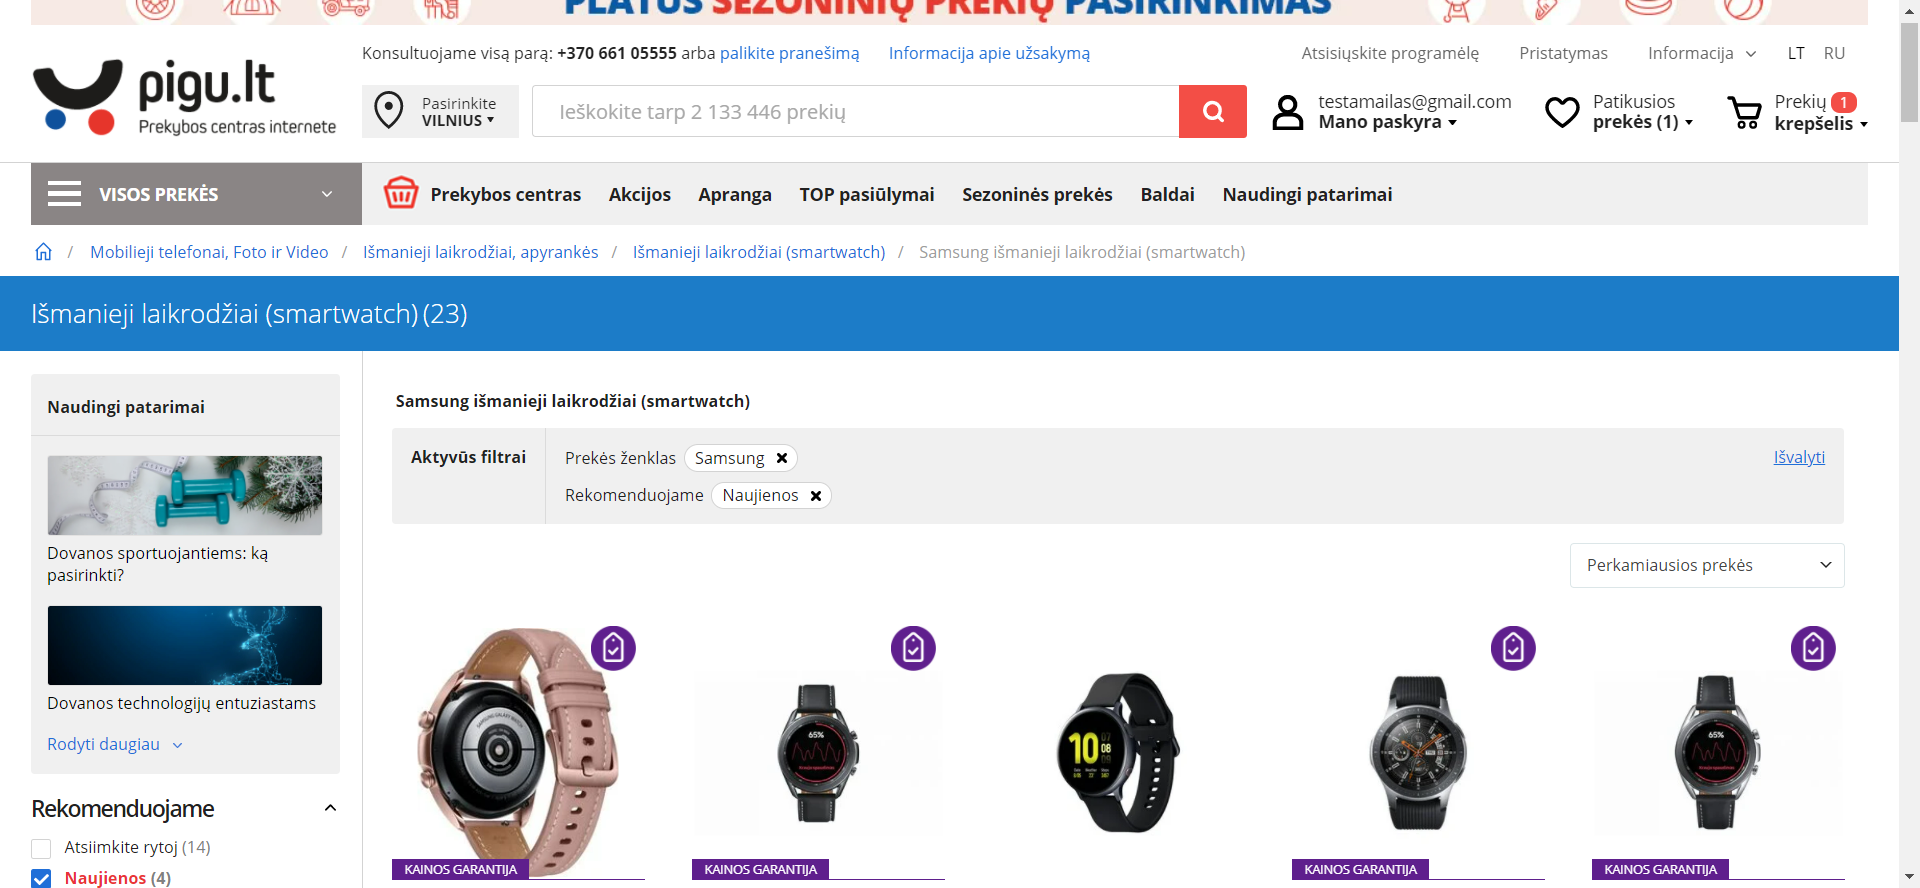 PLATUS SEZONINIŲ PREKIŲ PASIRINKIMAS
Konsultuojame visą parą: +370 661 05555 arba palikite pranešimą
Informacija apie užsakymą
Atsisiųskite programėlę
Pristatymas
Informacija
LT
RU
pigu.lt
Prekybos centras internete
Pasirinkite
VILNIUS
Ieškokite tarp 2 133 446 prekių
testamailas@gmail.com
Mano paskyra
Patikusios
prekės (1)
Prekių 1
krepšelis
VISOS PREKĖS
Prekybos centras
Akcijos
Apranga
TOP pasiūlymai
Sezoninės prekės
Baldai
Naudingi patarimai
/ Mobilieji telefonai, Foto ir Video / Išmanieji laikrodžiai, apyrankės / Išmanieji laikrodžiai (smartwatch) / Samsung išmanieji laikrodžiai (smartwatch)
Išmanieji laikrodžiai (smartwatch) (23)
Naudingi patarimai
Dovanos sportuojantiems: ką
pasirinkti?
Dovanos technologijų entuziastams
Rodyti daugiau
Rekomenduojame
Atsiimkite rytoj (14)
Naujienos (4)
Samsung išmanieji laikrodžiai (smartwatch)
Aktyvūs filtrai
Prekės ženklas Samsung
Rekomenduojame Naujienos
Išvalyti
Perkamiausios prekės
65%
10 08
65%
KAINOS GARANTIJA
KAINOS GARANTIJA
KAINOS GARANTIJA
KAINOS GARANTIJA